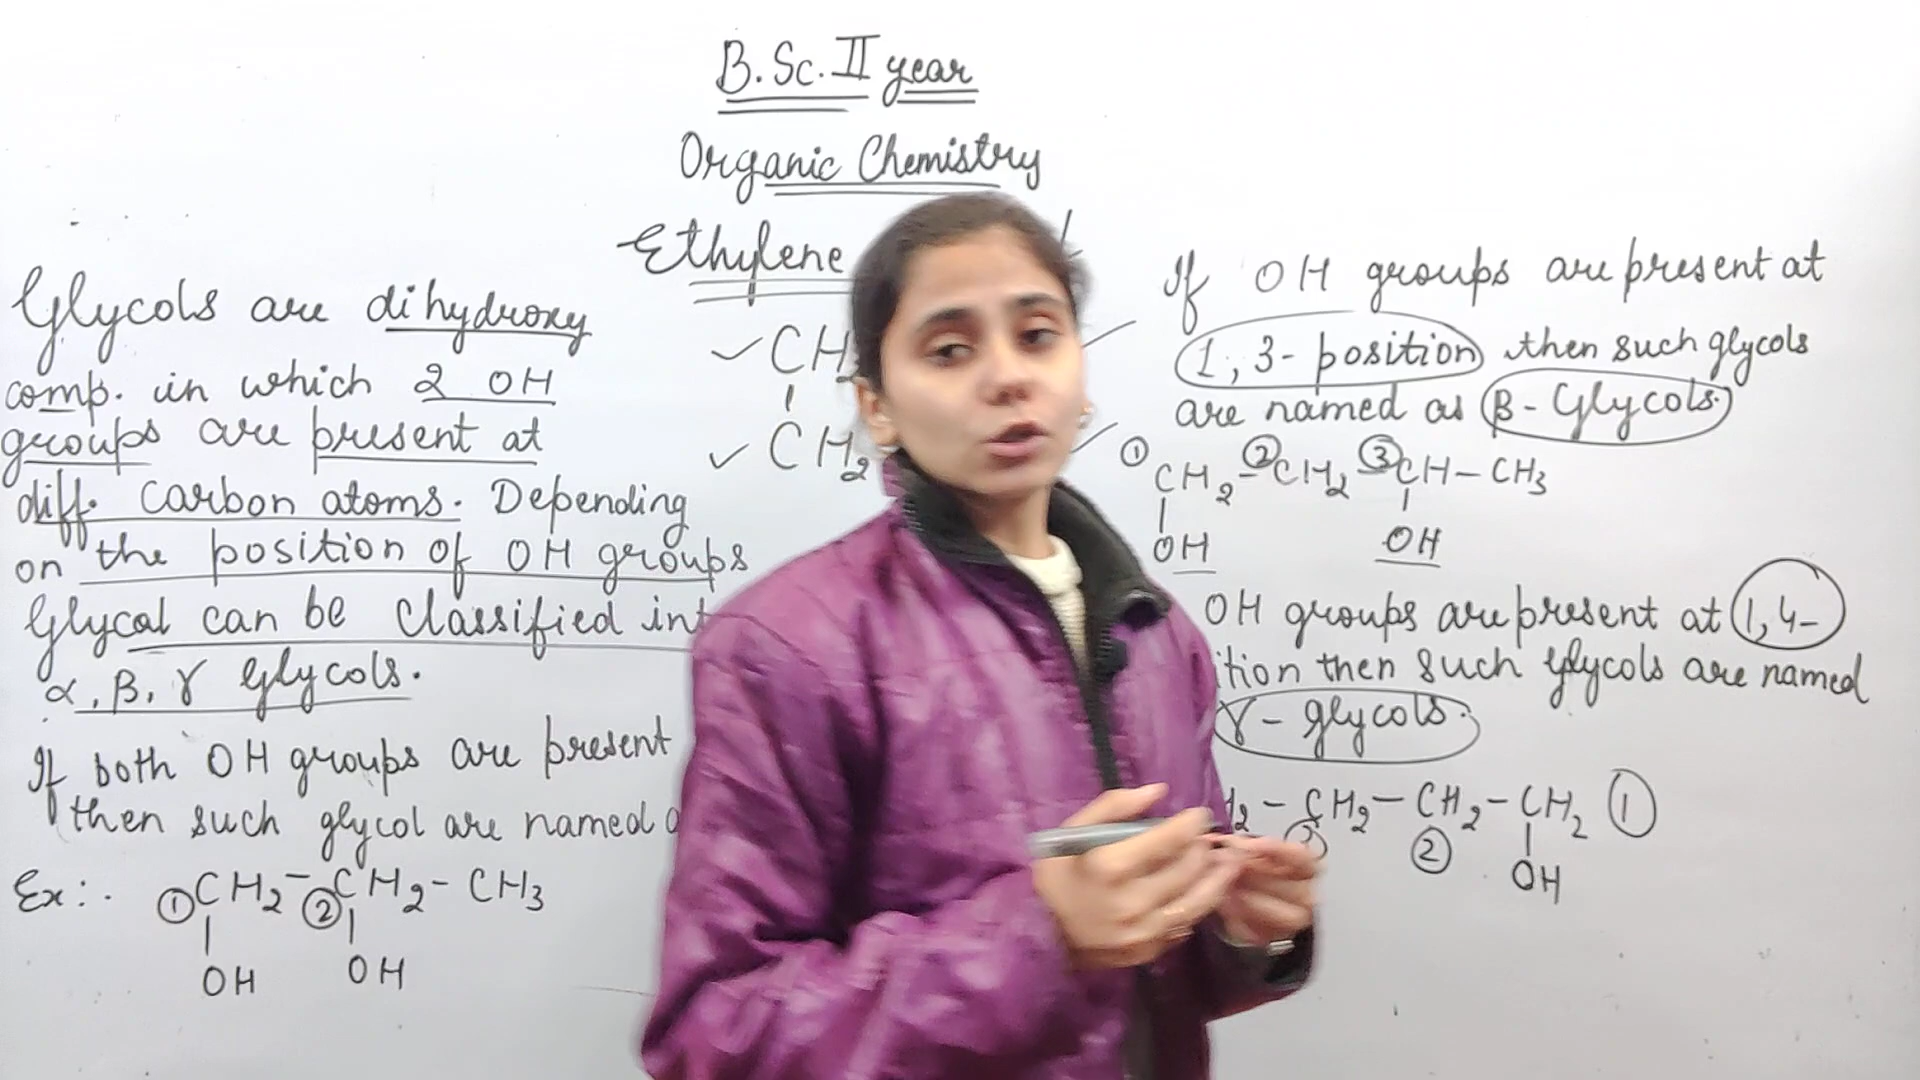 B.Sc. II year
Organic Chemistry
Ethylene
CH
CH2
Glycols are dihydroxy
comp. in which 2 OH
groups are present at
diff. carbon atoms. Depending
on the position of OH groups
Glycol can be Classified int
α, β, γ Glycols.
If both OH groups are present
then such glycol are named
Ex:- ①CH2-②CH2-CH3
OH OH
If OH groups are present at
1,3-position then such glycols
are named as β-Glycols.
① ② ③
CH2-CH2-CH-CH3
OH OH
OH groups are present at 1,4-
ition then such glycols are named
γ-glycols.
2-CH2-CH2-CH2 ①
②
OH